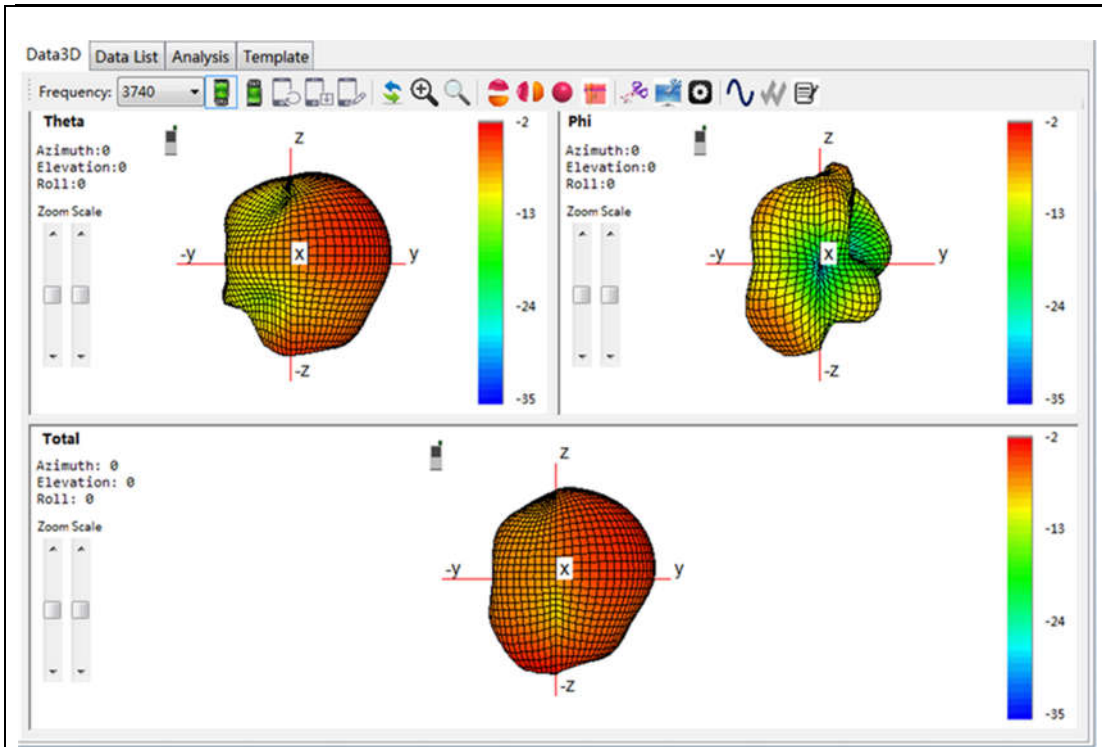 Data3D Data List Analysis Template
Frequency: 3740
Theta
Azimuth:0
Elevation:0
Roll:0
Zoom Scale
z
-y
x
y
-z
-2
-13
-24
-35
Phi
Azimuth:0
Elevation:0
Roll:0
Zoom Scale
z
-y
x
y
-z
-2
-13
-24
-35
Total
Azimuth: 0
Elevation: 0
Roll: 0
Zoom Scale
z
-y
x
y
-z
-2
-13
-24
-35